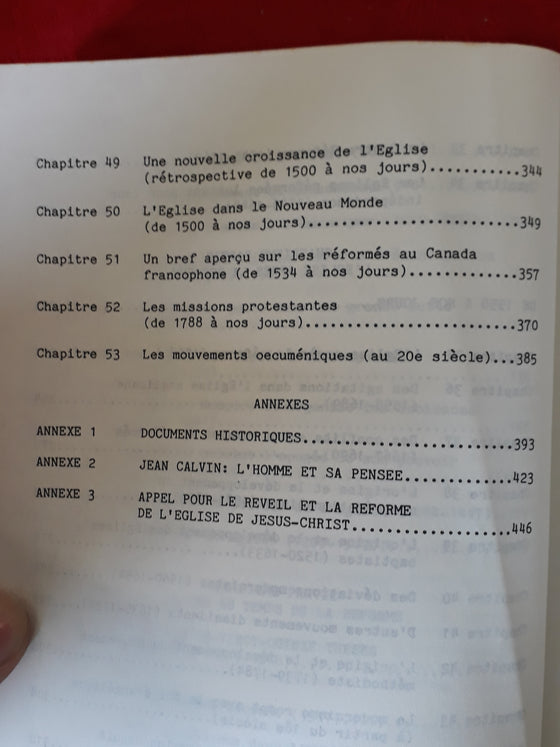 Chapitre 49 Une nouvelle croissance de l'Eglise
(rétrospective de 1500 à nos jours)...........344
Chapitre 50 L'Eglise dans le Nouveau Monde
(de 1500 à nos jours).........................349
Chapitre 51 Un bref aperçu sur les réformés au Canada
francophone (de 1534 à nos jours).............357
Chapitre 52 Les missions protestantes
(de 1788 à nos jours).........................370
Chapitre 53 Les mouvements oecuméniques (au 20e siècle)...385
ANNEXES
ANNEXE 1 DOCUMENTS HISTORIQUES.........................393
ANNEXE 2 JEAN CALVIN: L'HOMME ET SA PENSEE.............423
ANNEXE 3 APPEL POUR LE REVEIL ET LA REFORME
DE L'EGLISE DE JESUS-CHRIST...................446